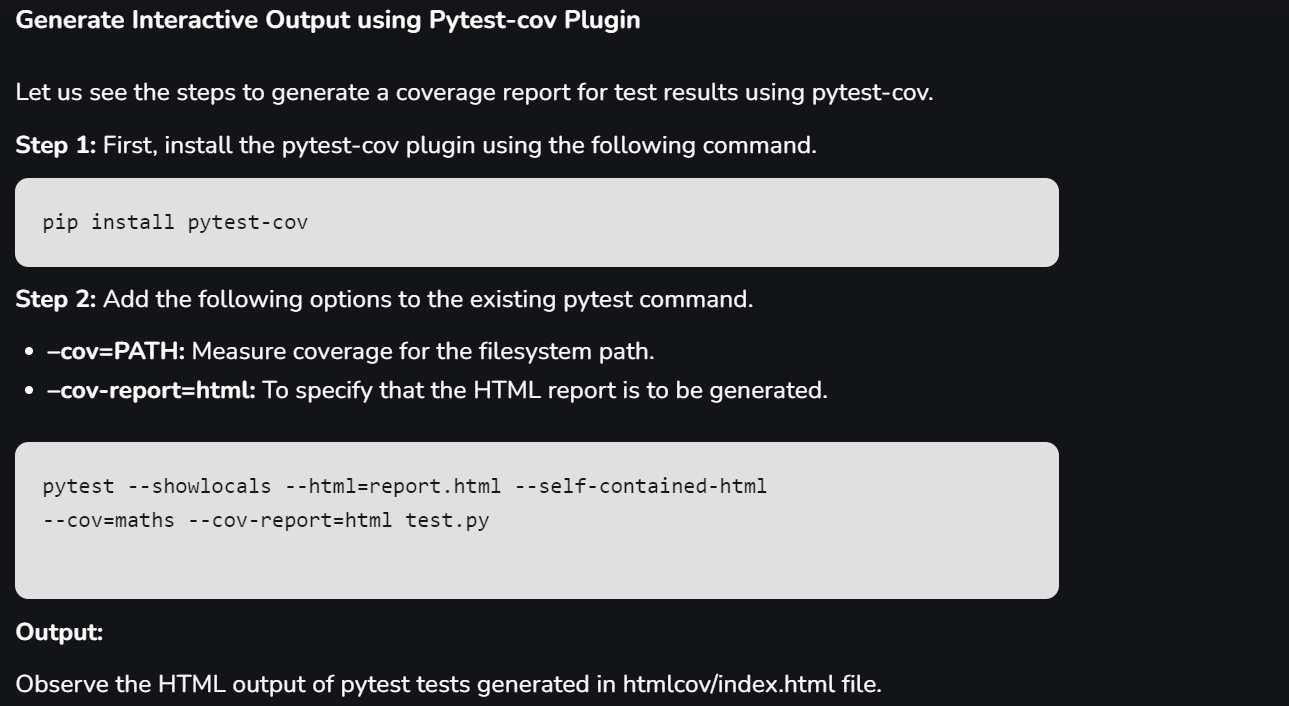 Generate Interactive Output using Pytest-cov Plugin
Let us see the steps to generate a coverage report for test results using pytest-cov.
Step 1: First, install the pytest-cov plugin using the following command.
pip install pytest-cov
Step 2: Add the following options to the existing pytest command.
• –cov=PATH: Measure coverage for the filesystem path.
• –cov-report=html: To specify that the HTML report is to be generated.
pytest --showlocals --html=report.html --self-contained-html
--cov=maths --cov-report=html test.py
Output:
Observe the HTML output of pytest tests generated in htmlcov/index.html file.